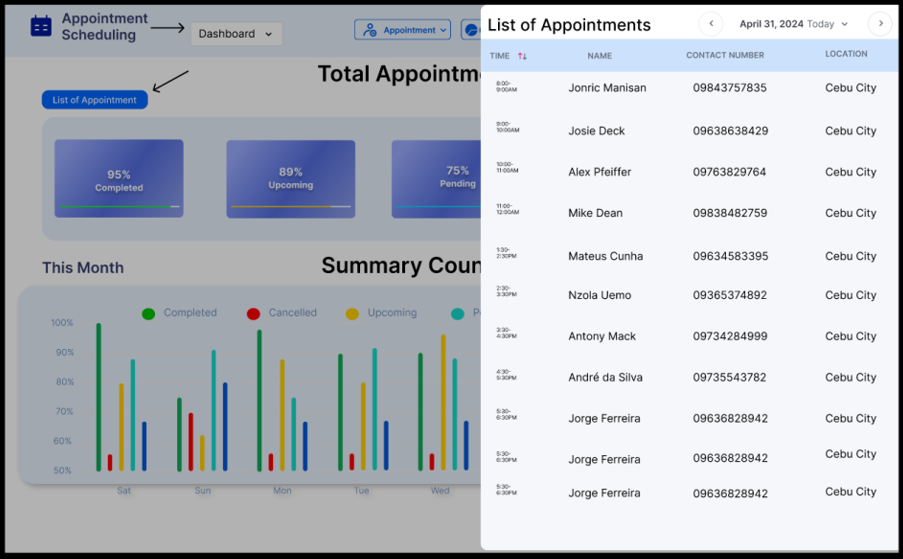 Appointment
Scheduling
Dashboard
Appointment
Total Appointm
List of Appointment
95%
Completed
89%
Upcoming
75%
Pending
This Month
Summary Coun
Completed
Cancelled
Upcoming
P
100%
90%
80%
70%
60%
50%
Sat
Sun
Mon
Tue
Wed
List of Appointments
April 31, 2024 Today
TIME NAME CONTACT NUMBER LOCATION
8:00-
9:00AM Jonric Manisan 09843757835 Cebu City
9:00-
10:00AM Josie Deck 09638638429 Cebu City
10:00-
11:00AM Alex Pfeiffer 09763829764 Cebu City
11:00-
12:00AM Mike Dean 09838482759 Cebu City
1:30-
2:30PM Mateus Cunha 09634583395 Cebu City
2:30-
3:30PM Nzola Uemo 09365374892 Cebu City
3:30-
4:30PM Antony Mack 09734284999 Cebu City
4:30-
5:30PM André da Silva 09735543782 Cebu City
5:30-
6:30PM Jorge Ferreira 09636828942 Cebu City
5:30-
6:30PM Jorge Ferreira 09636828942 Cebu City
5:30-
6:30PM Jorge Ferreira 09636828942 Cebu City